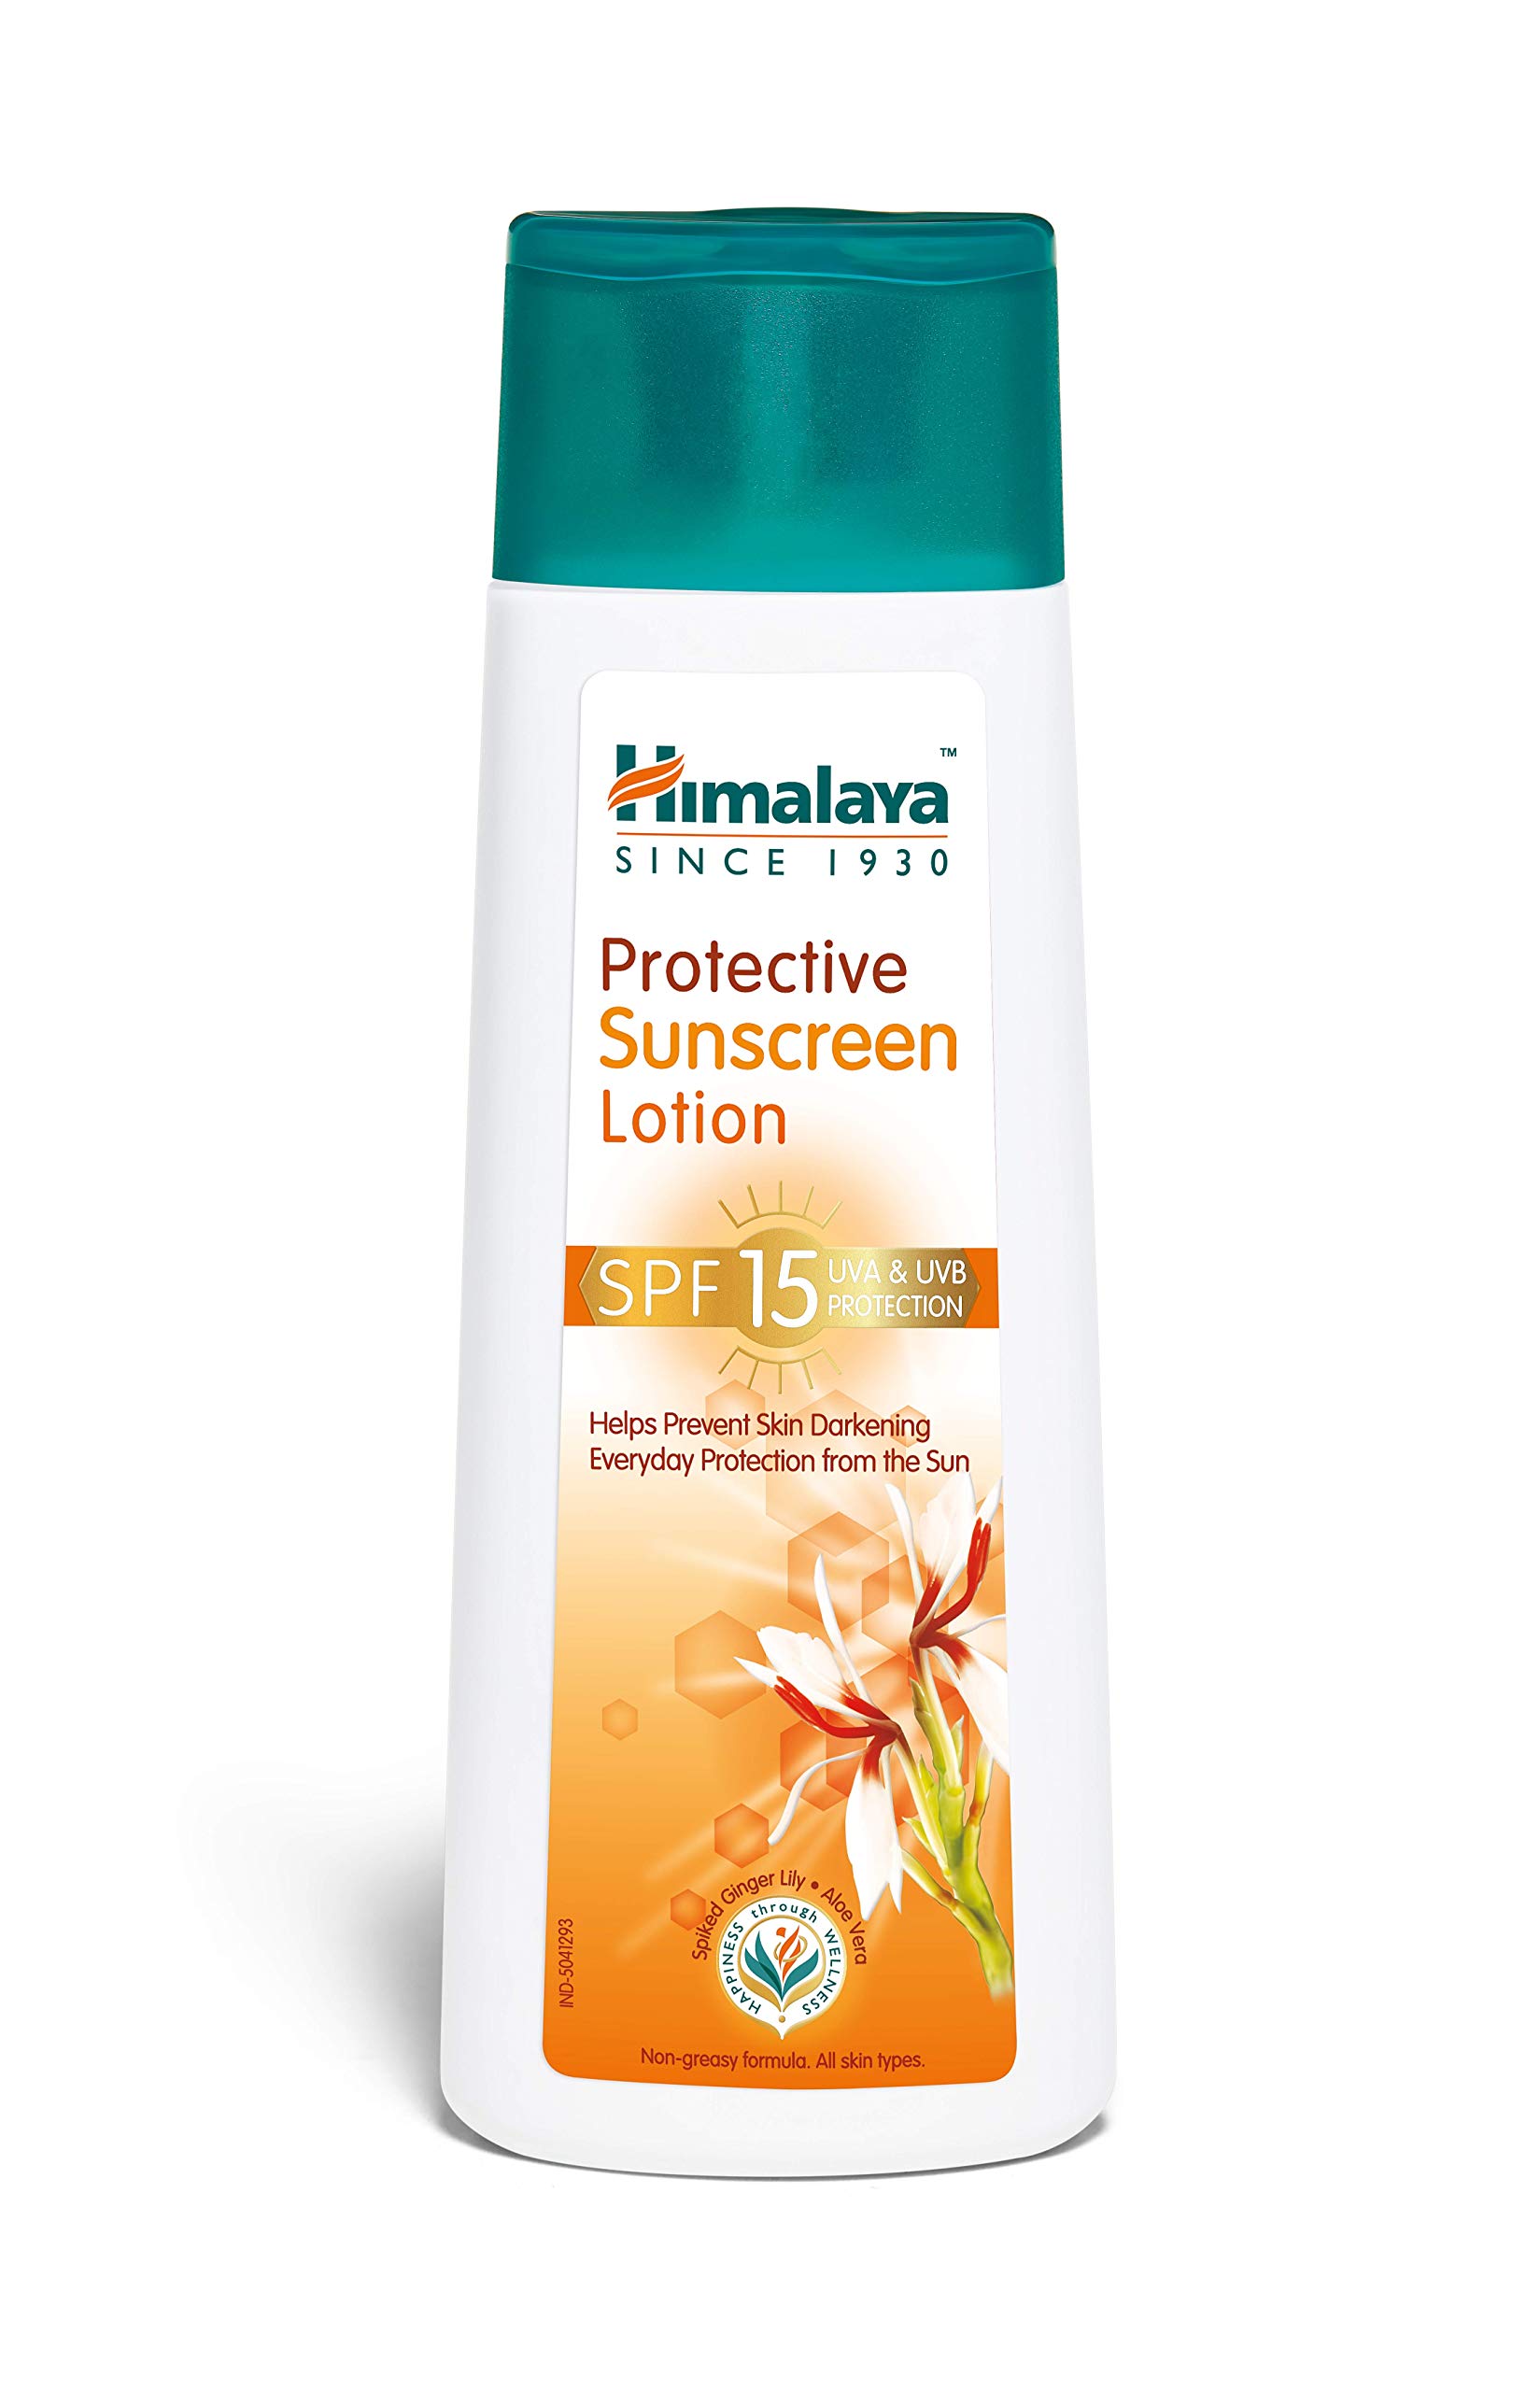 Himalaya™
SINCE 1930
Protective
Sunscreen
Lotion
SPF 15 UVA & UVB
PROTECTION
Helps Prevent Skin Darkening
Everyday Protection from the Sun
Spiked Ginger Lily • Aloe Vera
HAPPINESS through WELLNESS
IND-5041293
Non-greasy formula. All skin types.